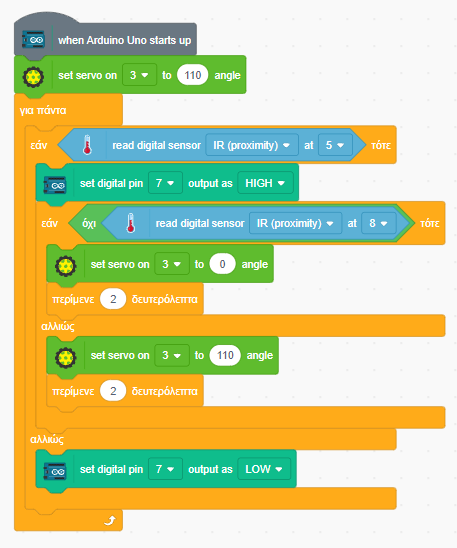 when Arduino Uno starts up
set servo on 3 to 110 angle
για πάντα
εάν read digital sensor IR (proximity) at 5 τότε
set digital pin 7 output as HIGH
εάν όχι read digital sensor IR (proximity) at 8 τότε
set servo on 3 to 0 angle
περίμενε 2 δευτερόλεπτα
αλλιώς
set servo on 3 to 110 angle
περίμενε 2 δευτερόλεπτα
αλλιώς
set digital pin 7 output as LOW